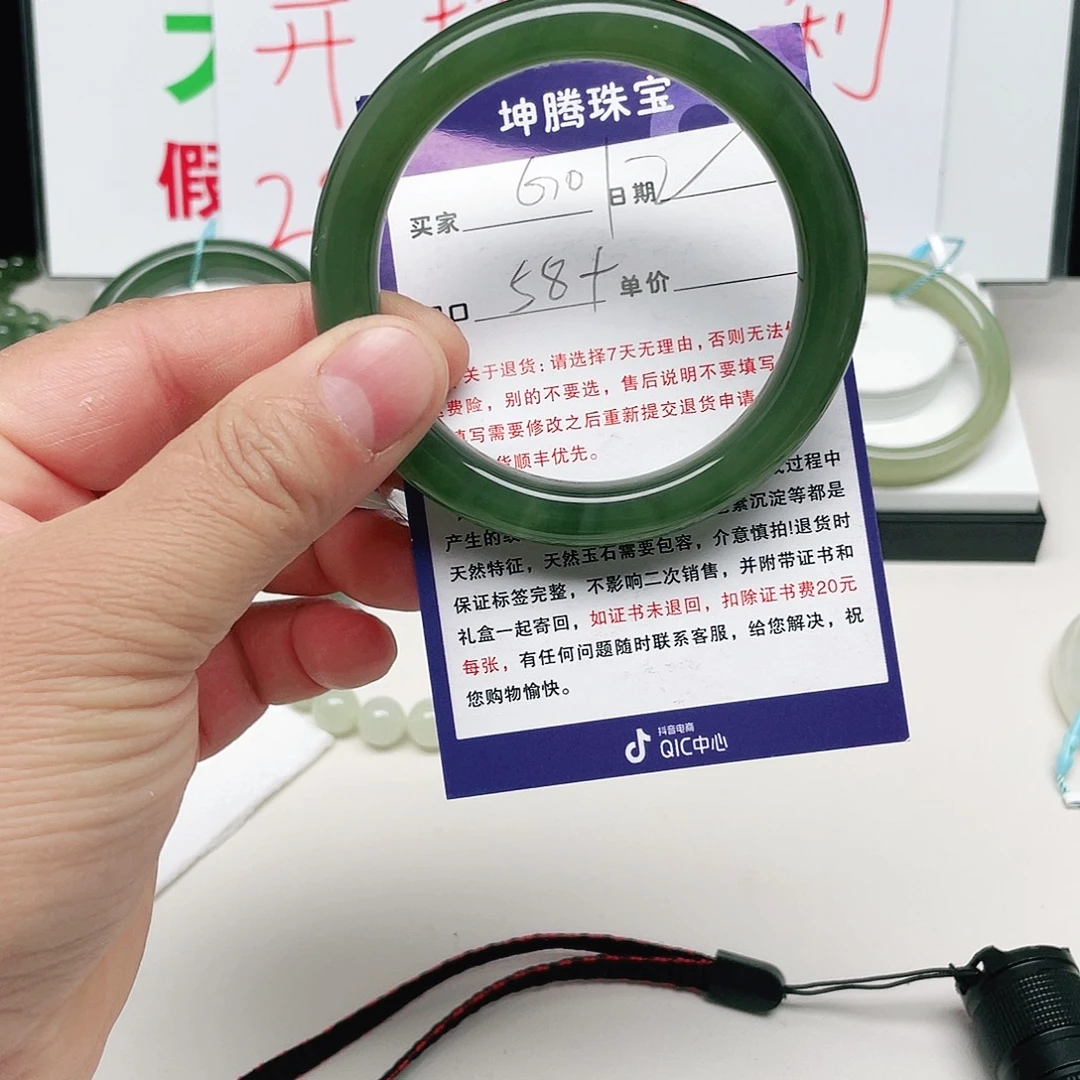 开
假
坤腾珠宝
买家 610 日期
口 58+ 单价
关于退货：请选择7天无理由，否则无法
费险，别的不要选，售后说明不要填写
填写需要修改之后重新提交退货申请
货顺丰优先。
过程中
产生的 素沉淀等都是
天然特征，天然玉石需要包容，介意慎拍!退货时
保证标签完整，不影响二次销售，并附带证书和
礼盒一起寄回，如证书未退回，扣除证书费20元
每张，有任何问题随时联系客服，给您解决，祝
您购物愉快。
抖音电商
QIC中心